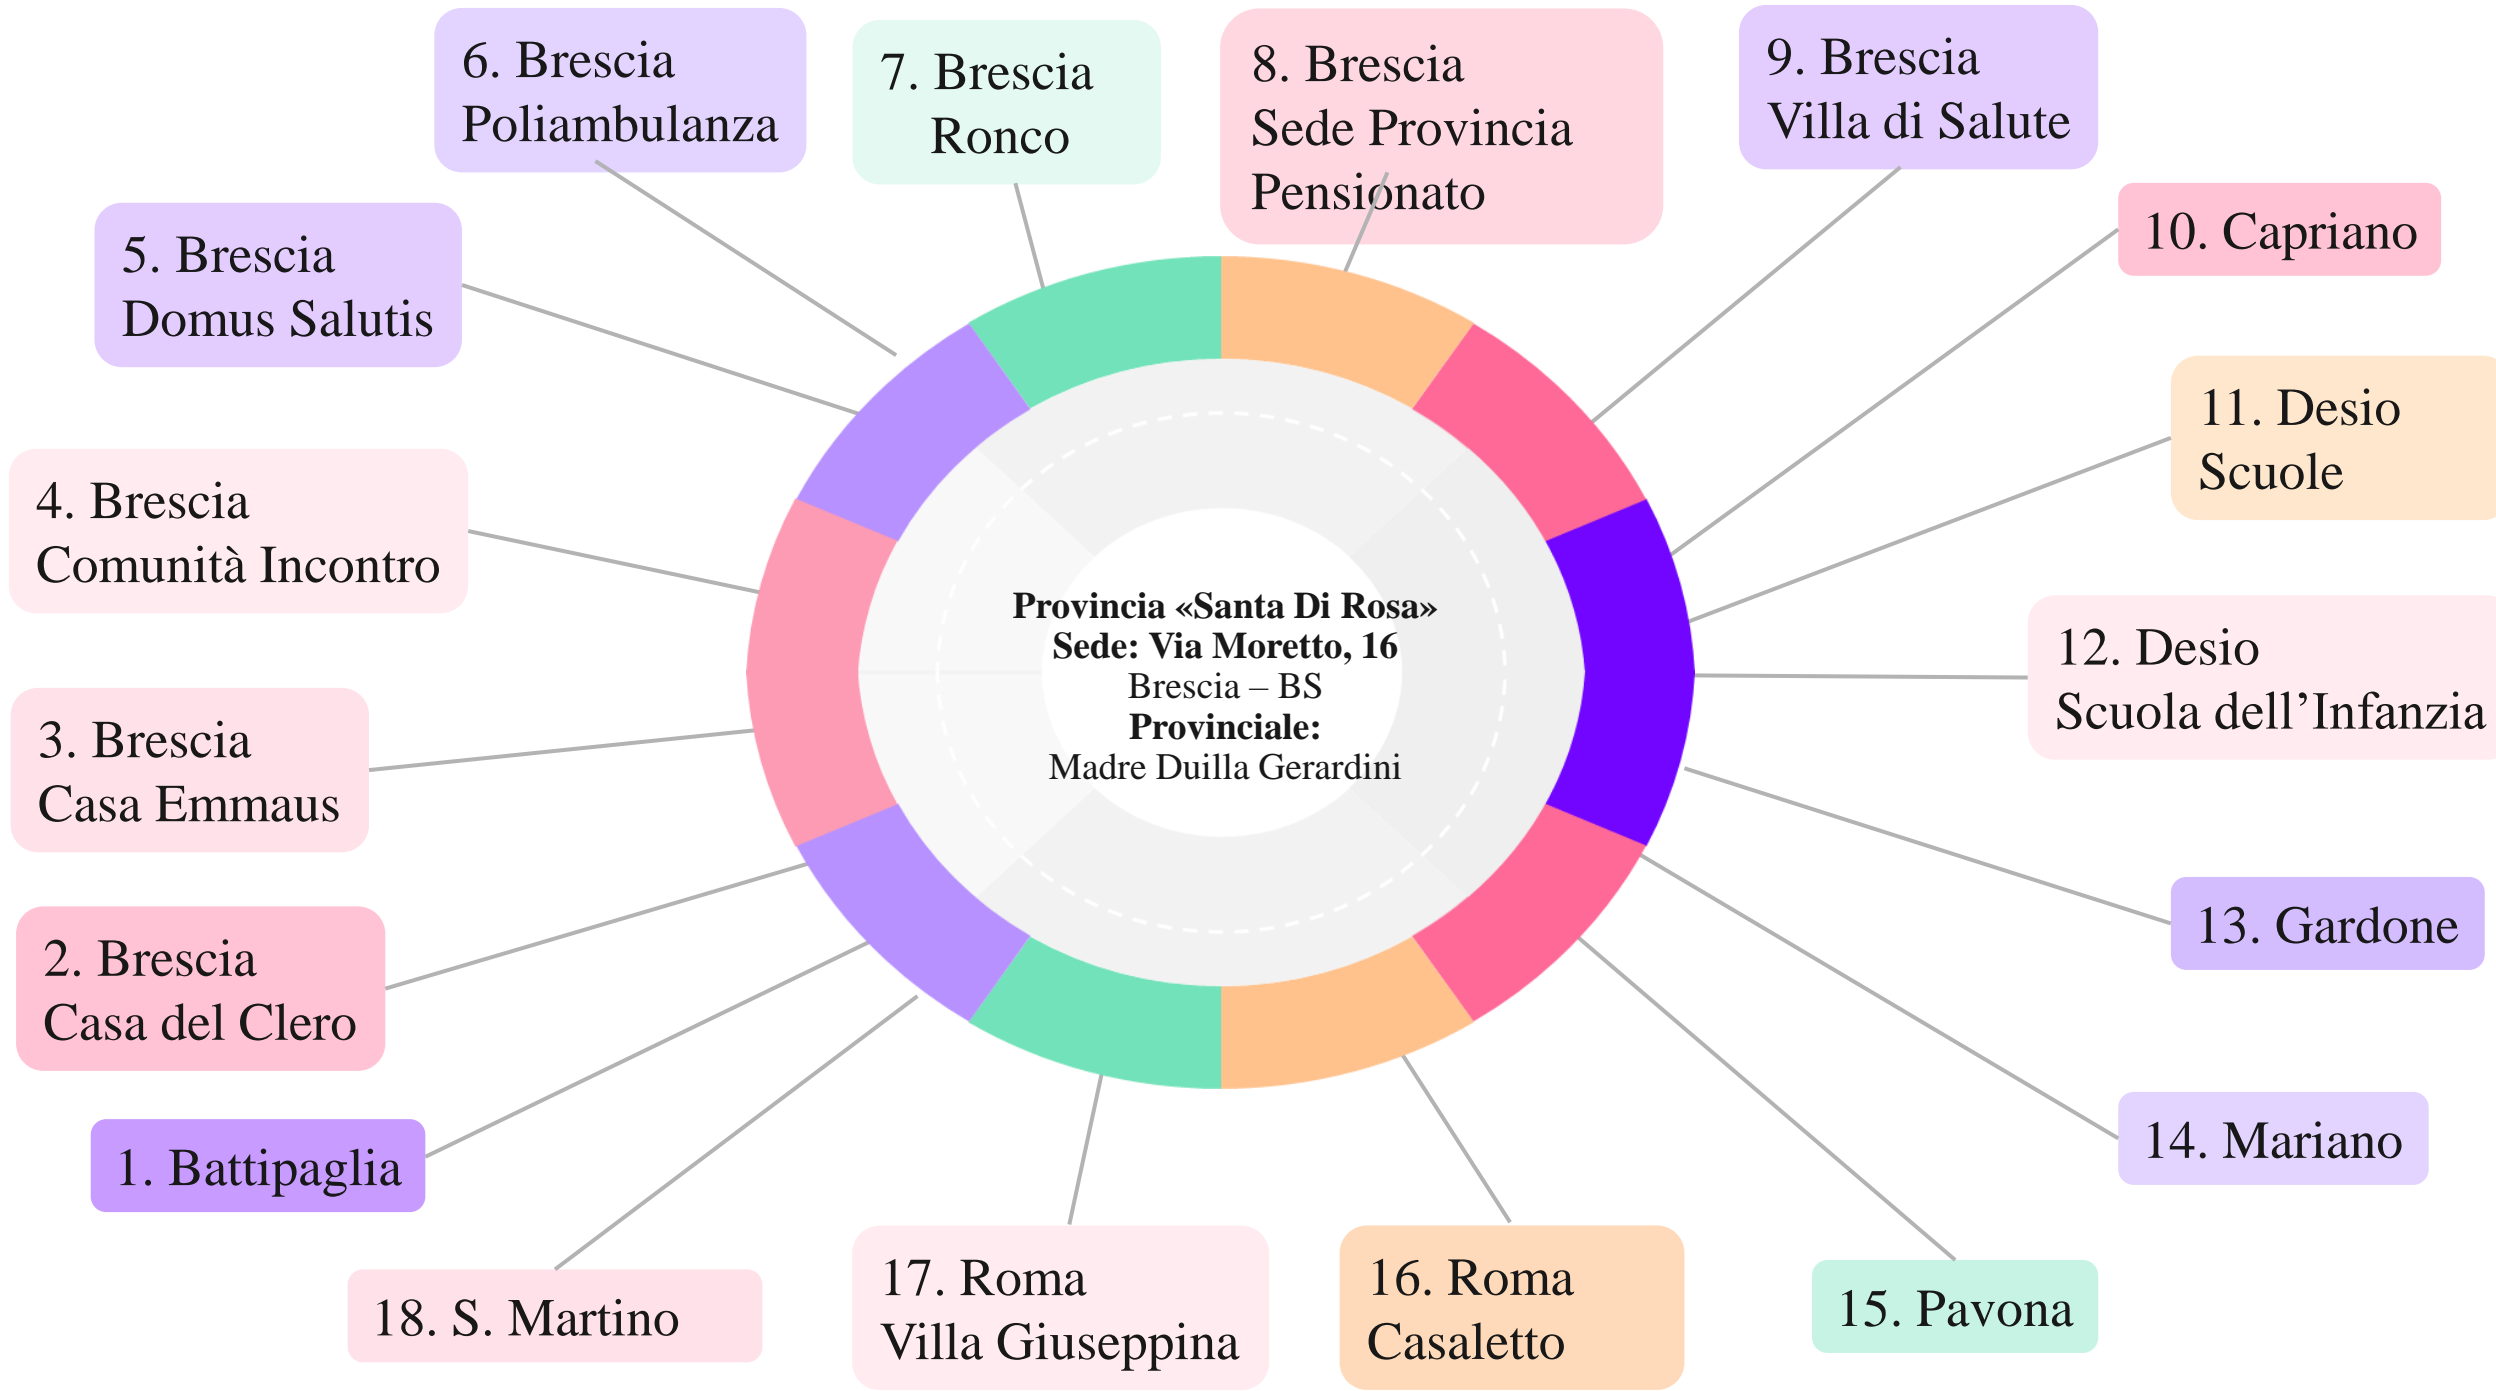 6. Brescia
Poliambulanza
7. Brescia
Ronco
8. Brescia
Sede Provincia
Pensionato
9. Brescia
Villa di Salute
5. Brescia
Domus Salutis
10. Capriano
4. Brescia
Comunità Incontro
11. Desio
Scuole
Provincia «Santa Di Rosa»
Sede: Via Moretto, 16
Brescia – BS
Provinciale:
Madre Duilla Gerardini
3. Brescia
Casa Emmaus
12. Desio
Scuola dell’Infanzia
2. Brescia
Casa del Clero
13. Gardone
1. Battipaglia
14. Mariano
18. S. Martino
17. Roma
Villa Giuseppina
16. Roma
Casaletto
15. Pavona